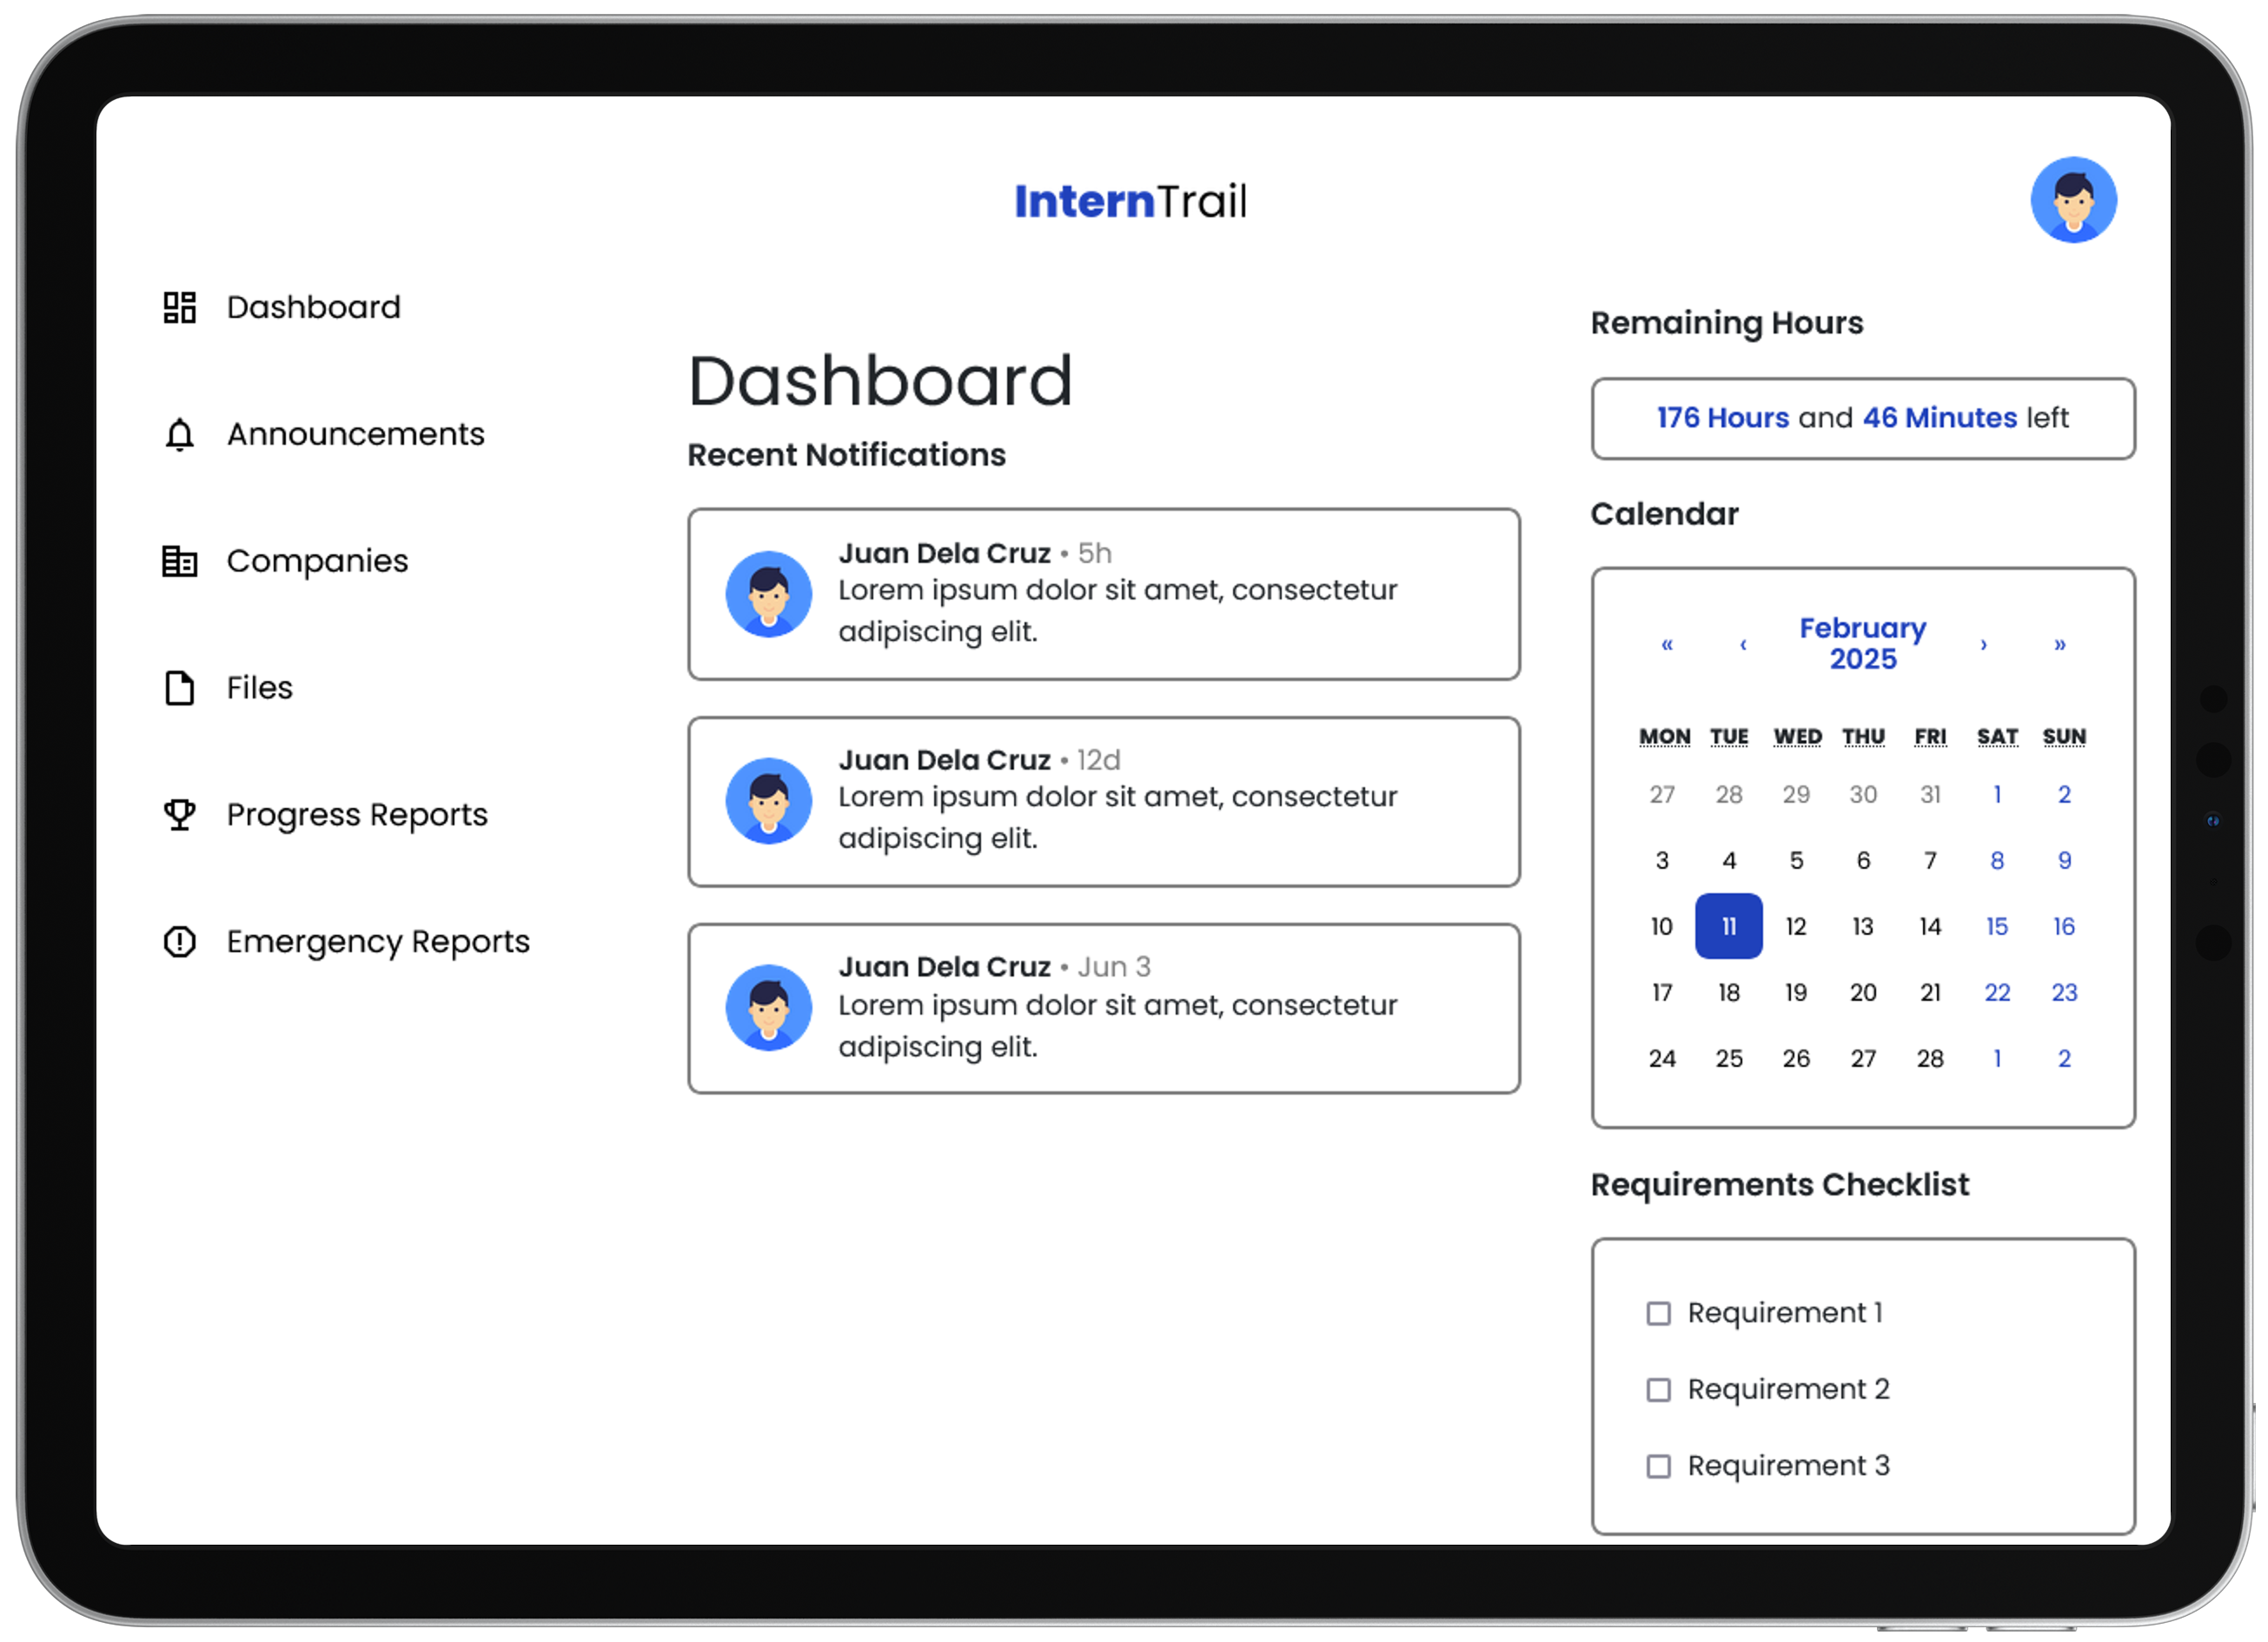 InternTrail
Dashboard
Announcements
Companies
Files
Progress Reports
Emergency Reports
Dashboard
Recent Notifications
Juan Dela Cruz • 5h
Lorem ipsum dolor sit amet, consectetur
adipiscing elit.
Juan Dela Cruz • 12d
Lorem ipsum dolor sit amet, consectetur
adipiscing elit.
Juan Dela Cruz • Jun 3
Lorem ipsum dolor sit amet, consectetur
adipiscing elit.
Remaining Hours
176 Hours and 46 Minutes left
Calendar
« ‹ February 2025 › »
MON TUE WED THU FRI SAT SUN
27 28 29 30 31 1 2
3 4 5 6 7 8 9
10 11 12 13 14 15 16
17 18 19 20 21 22 23
24 25 26 27 28 1 2
Requirements Checklist
Requirement 1
Requirement 2
Requirement 3